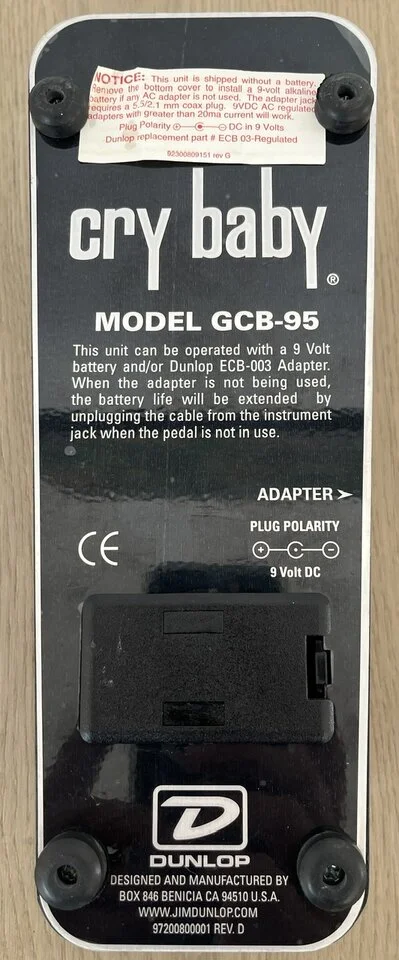 NOTICE: This unit is shipped without a battery.
Remove the bottom cover to install a 9-volt alkaline
battery if any AC adapter is not used. The adapter jack
requires a 5.5/2.1 mm coax plug. 9VDC AC regulated
adapters with greater than 20ma current will work.
Plug Polarity + - DC in 9 Volts
Dunlop replacement part # ECB 03-Regulated
92300809151 rev G
cry baby ®
MODEL GCB-95
This unit can be operated with a 9 Volt
battery and/or Dunlop ECB-003 Adapter.
When the adapter is not being used,
the battery life will be extended by
unplugging the cable from the instrument
jack when the pedal is not in use.
ADAPTER ➤
PLUG POLARITY
+ -
CE
9 Volt DC
D
DUNLOP
DESIGNED AND MANUFACTURED BY
BOX 846 BENICIA CA 94510 U.S.A.
WWW.JIMDUNLOP.COM
97200800001 REV. D